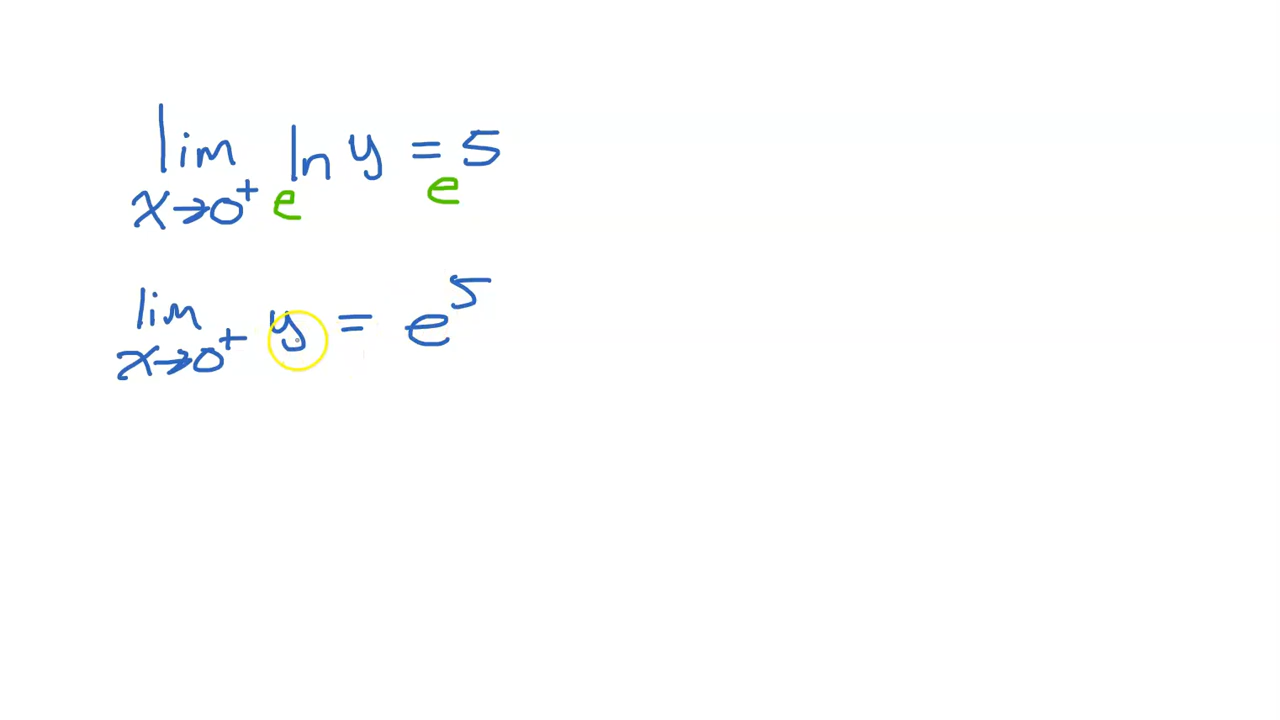 lim ln y = 5
x→0⁺ e e
lim y = e⁵
x→0⁺